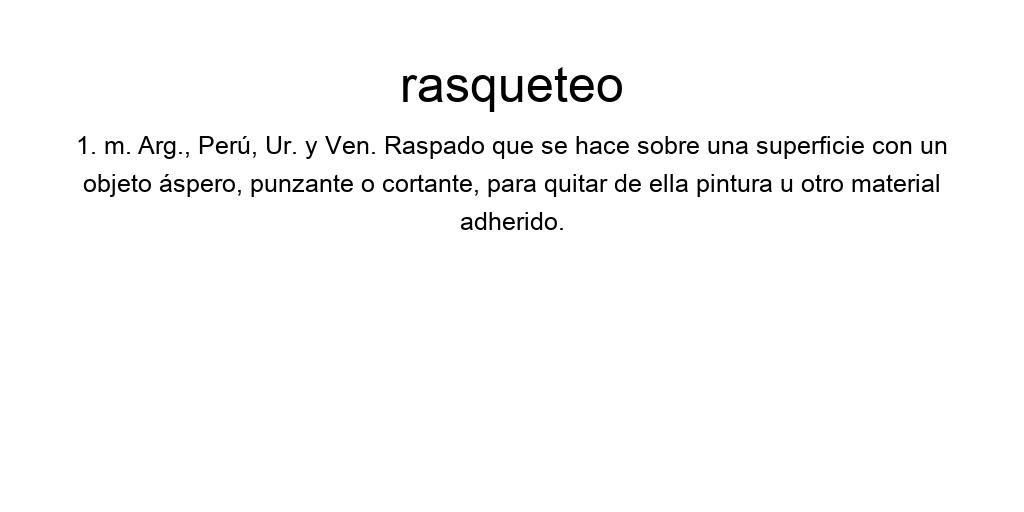 rasqueteo
1. m. Arg., Perú, Ur. y Ven. Raspado que se hace sobre una superficie con un
objeto áspero, punzante o cortante, para quitar de ella pintura u otro material
adherido.